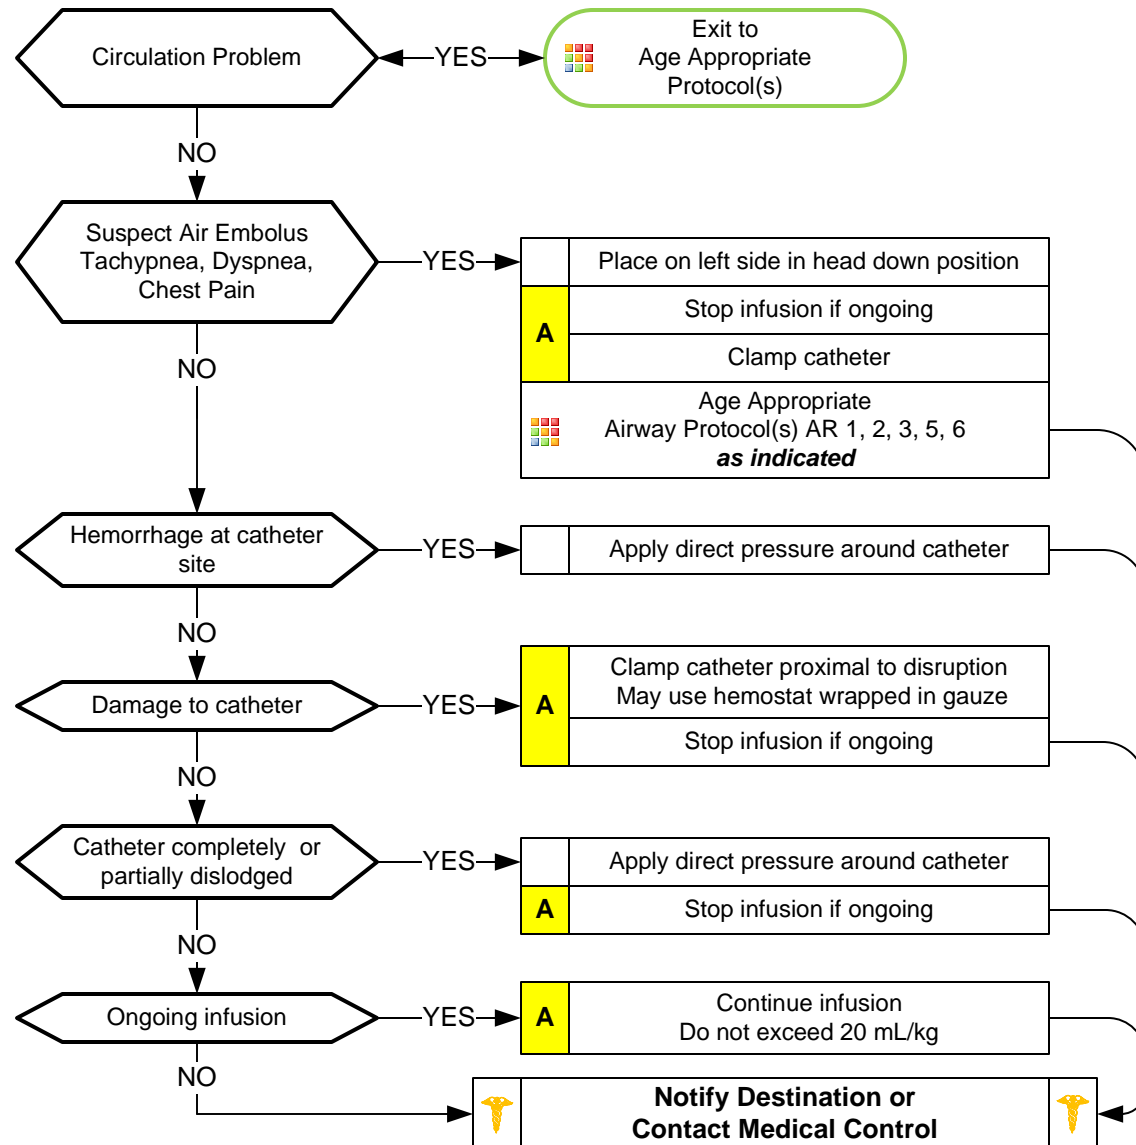 Circulation Problem
YES
Exit to
Age Appropriate
Protocol(s)
NO
Suspect Air Embolus
Tachypnea, Dyspnea,
Chest Pain
YES
Place on left side in head down position
A
Stop infusion if ongoing
Clamp catheter
Age Appropriate
Airway Protocol(s) AR 1, 2, 3, 5, 6
as indicated
NO
Hemorrhage at catheter
site
YES
Apply direct pressure around catheter
NO
Damage to catheter
YES
A
Clamp catheter proximal to disruption
May use hemostat wrapped in gauze
Stop infusion if ongoing
NO
Catheter completely or
partially dislodged
YES
Apply direct pressure around catheter
A
Stop infusion if ongoing
NO
Ongoing infusion
YES
A
Continue infusion
Do not exceed 20 mL/kg
NO
Notify Destination or
Contact Medical Control